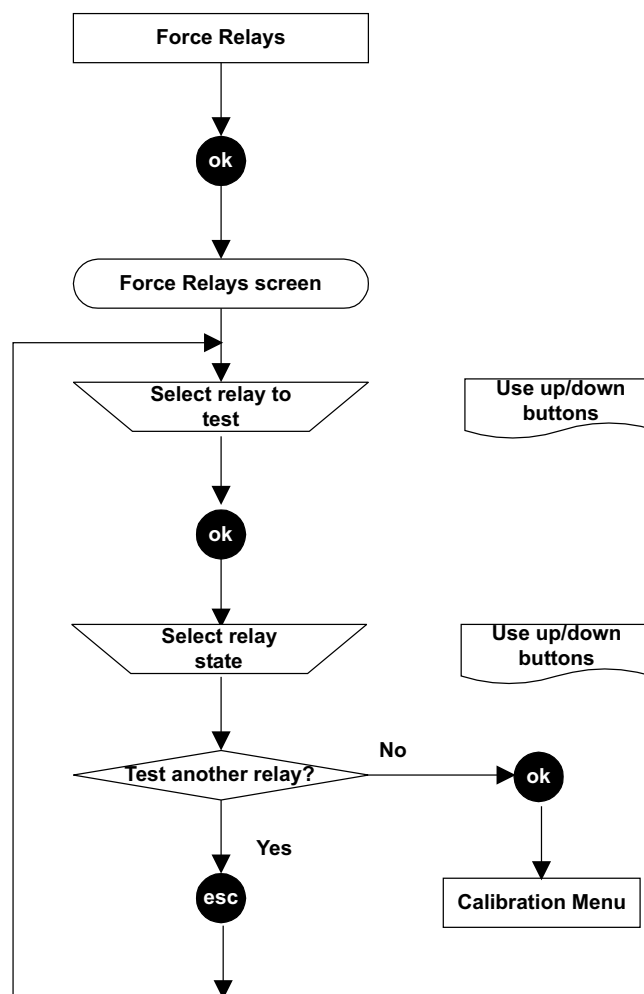 Force Relays
ok
Force Relays screen
Select relay to
test
Use up/down
buttons
ok
Select relay
state
Use up/down
buttons
Test another relay?
No
ok
Yes
esc
Calibration Menu